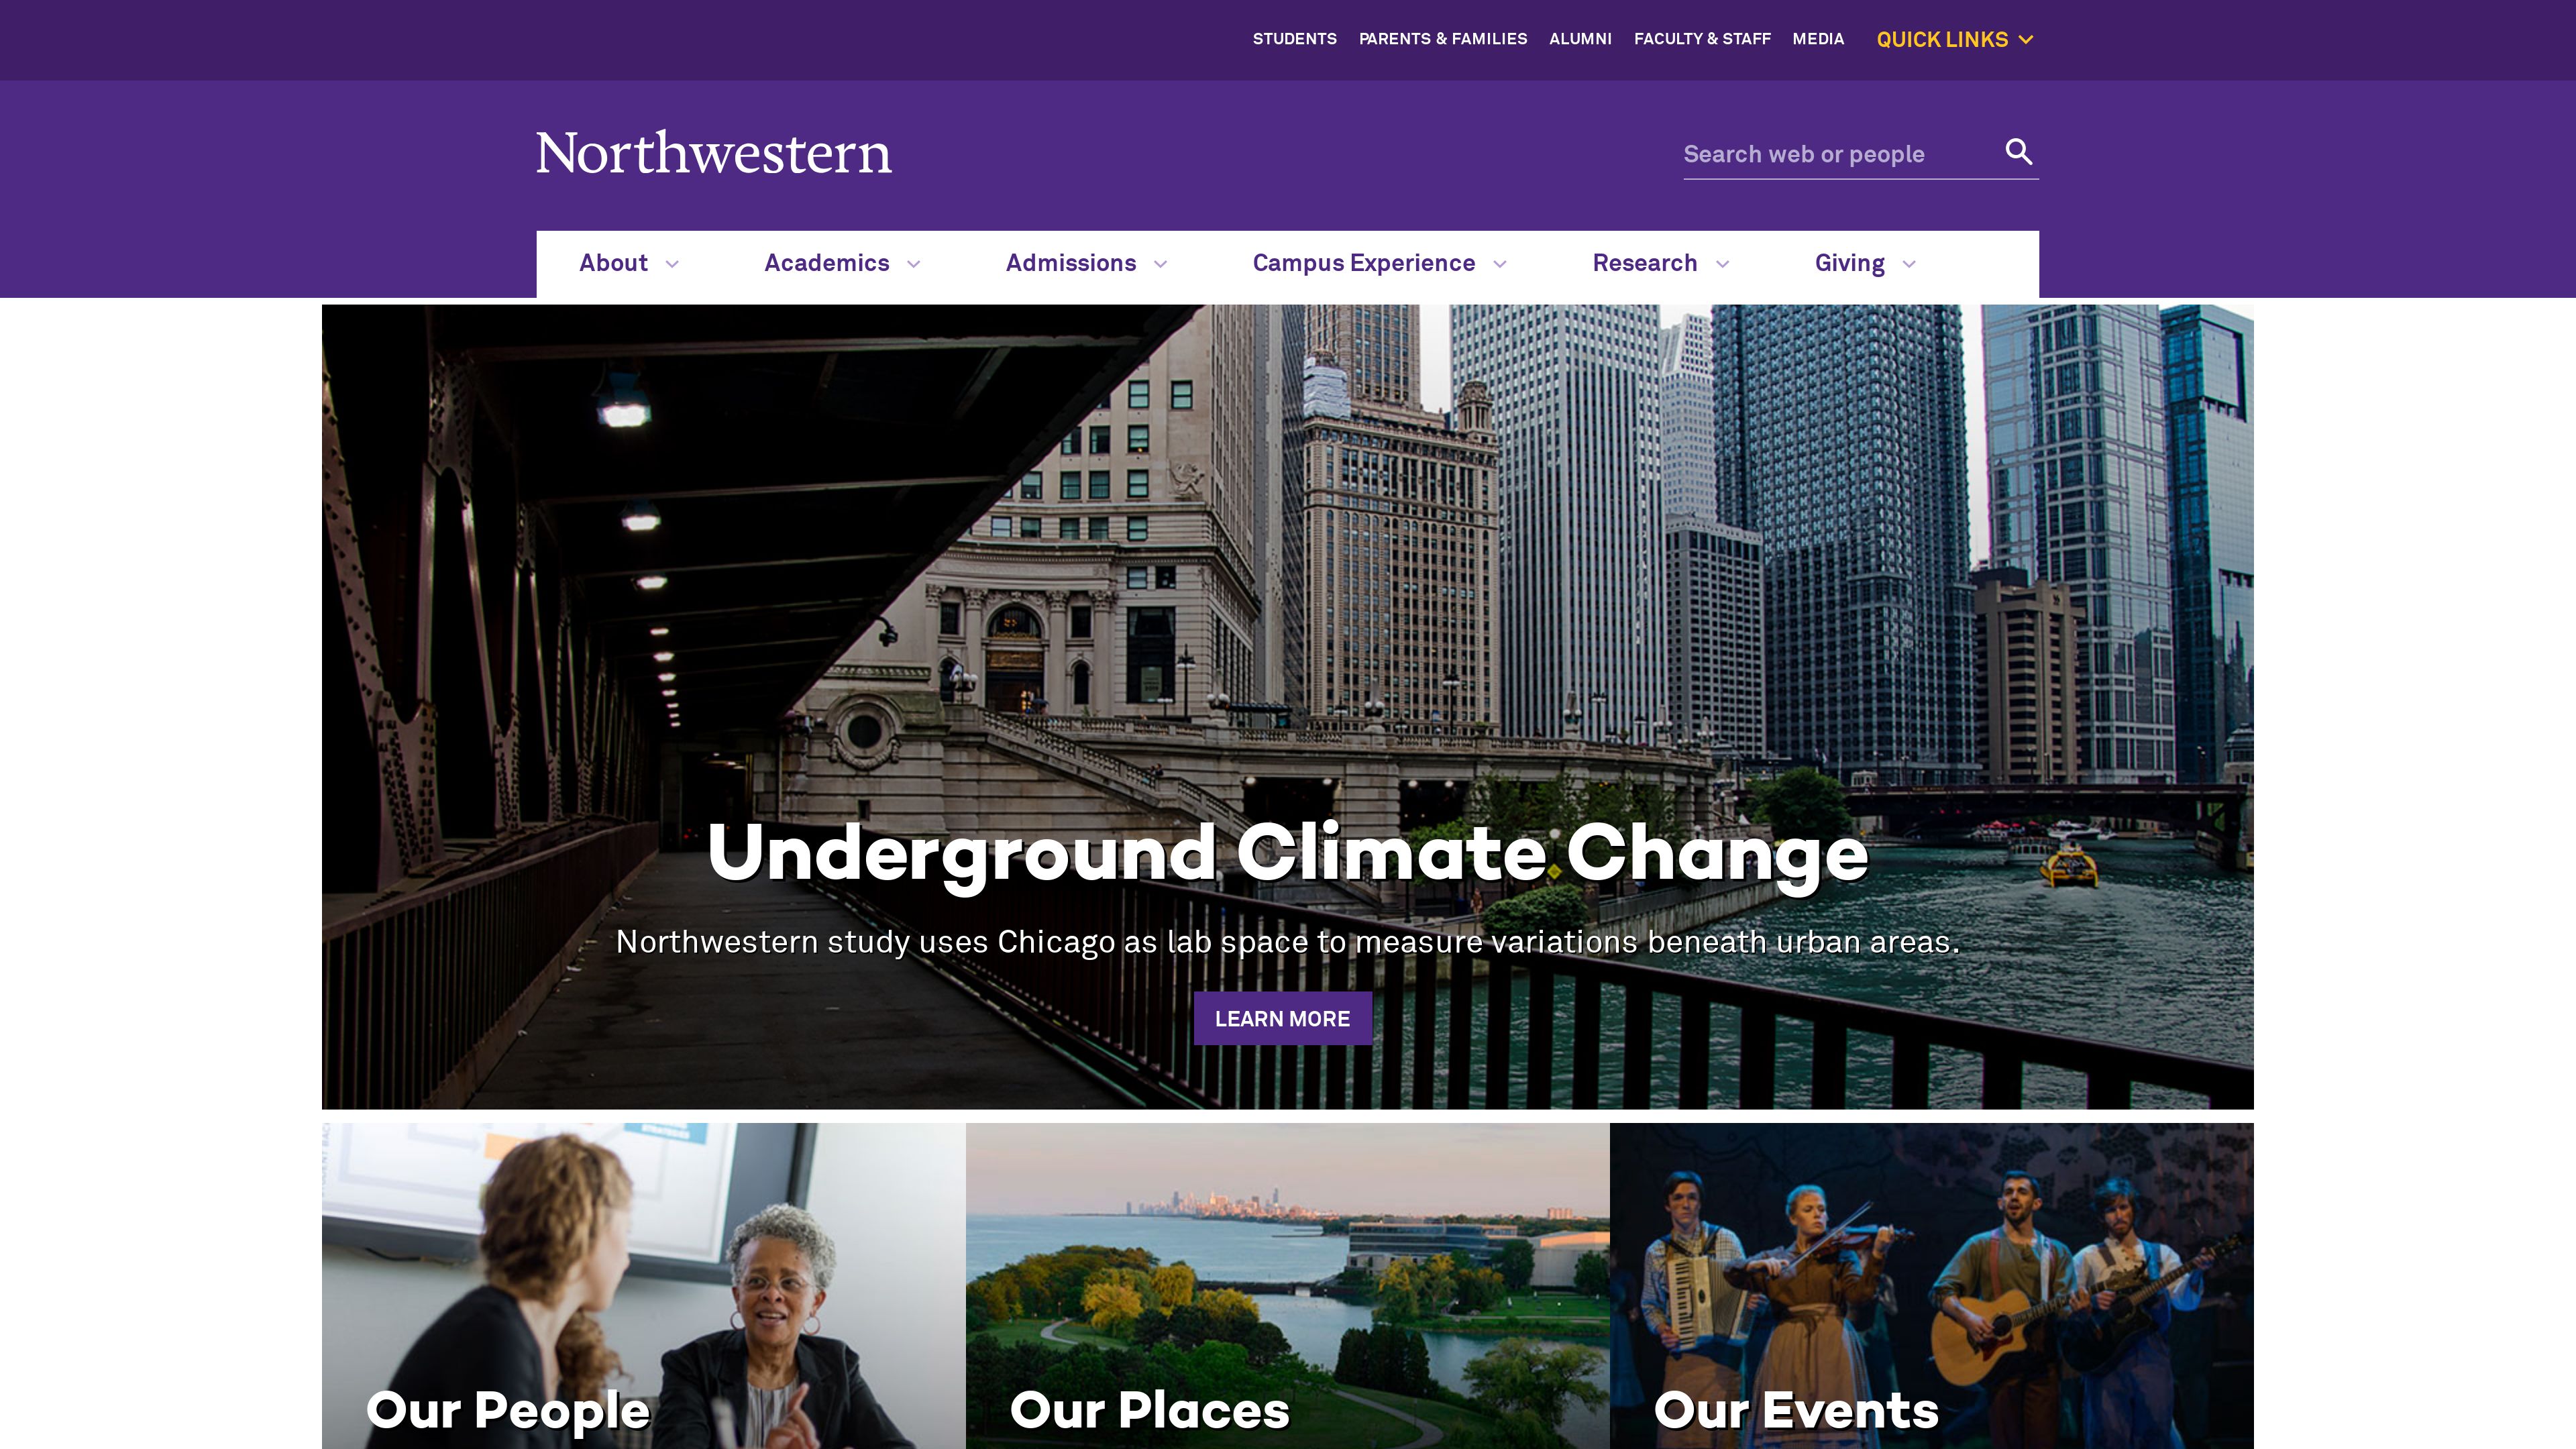 STUDENTS PARENTS & FAMILIES ALUMNI FACULTY & STAFF MEDIA QUICK LINKS
Northwestern
Search web or people
About Academics Admissions Campus Experience Research Giving
Underground Climate Change
Northwestern study uses Chicago as lab space to measure variations beneath urban areas.
LEARN MORE
STRATEGIES
Our People
Our Places
Our Events